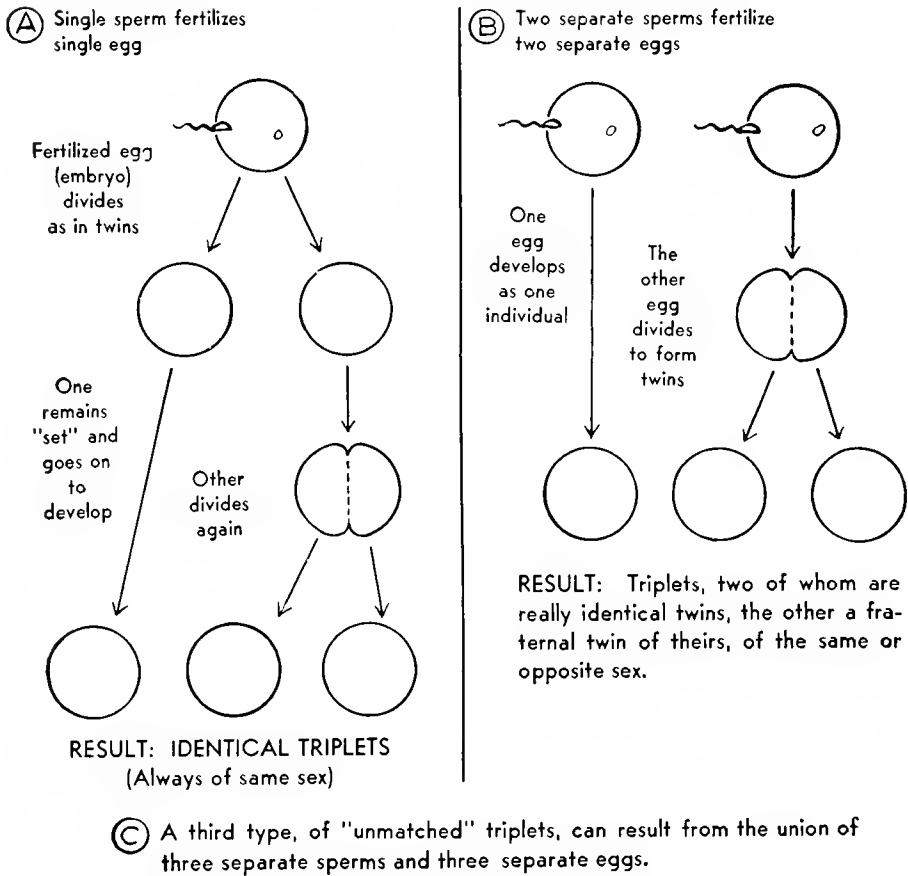 A Single sperm fertilizes
single egg
Fertilized egg
(embryo)
divides
as in twins
One
remains
"set" and
goes on
to
develop
Other
divides
again
RESULT: IDENTICAL TRIPLETS
(Always of same sex)
B Two separate sperms fertilize
two separate eggs
One
egg
develops
as one
individual
The
other
egg
divides
to form
twins
RESULT: Triplets, two of whom are
really identical twins, the other a fra-
ternal twin of theirs, of the same or
opposite sex.
C A third type, of "unmatched" triplets, can result from the union of
three separate sperms and three separate eggs.